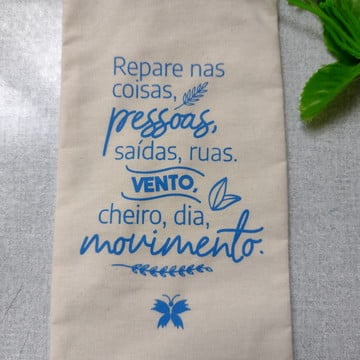 Repare nas
coisas,
pessoas,
saídas, ruas.
VENTO,
cheiro, dia,
movimento.